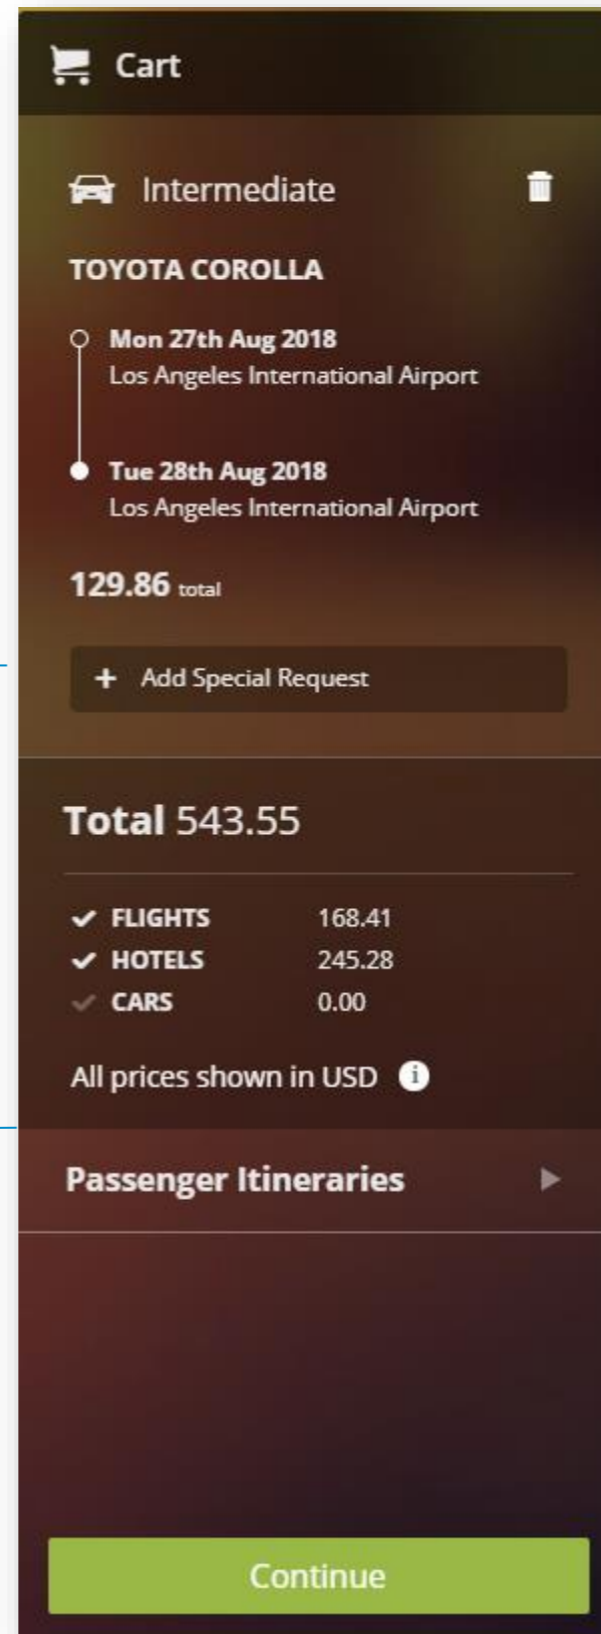 Cart
Intermediate
TOYOTA COROLLA
Mon 27th Aug 2018
Los Angeles International Airport
Tue 28th Aug 2018
Los Angeles International Airport
129.86 total
+ Add Special Request
Total 543.55
FLIGHTS 168.41
HOTELS 245.28
CARS 0.00
All prices shown in USD i
Passenger Itineraries
Continue